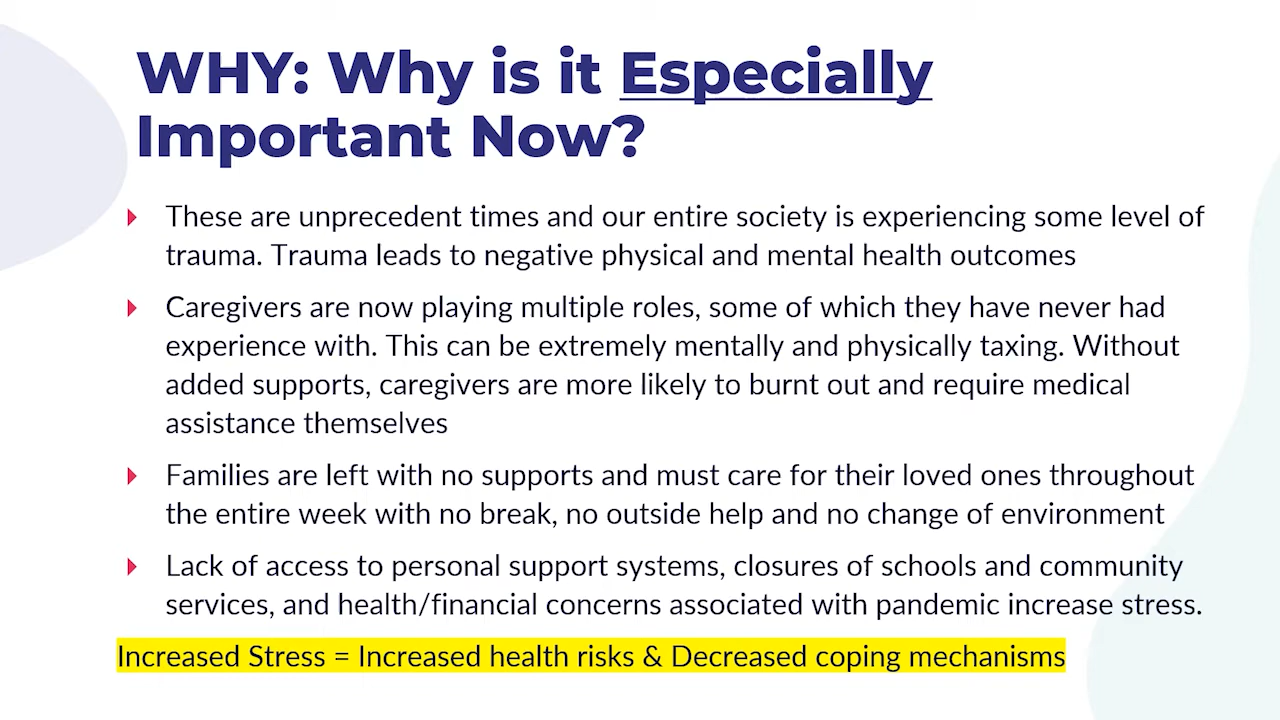 WHY: Why is it Especially
Important Now?
These are unprecedent times and our entire society is experiencing some level of
trauma. Trauma leads to negative physical and mental health outcomes
Caregivers are now playing multiple roles, some of which they have never had
experience with. This can be extremely mentally and physically taxing. Without
added supports, caregivers are more likely to burnt out and require medical
assistance themselves
Families are left with no supports and must care for their loved ones throughout
the entire week with no break, no outside help and no change of environment
Lack of access to personal support systems, closures of schools and community
services, and health/financial concerns associated with pandemic increase stress.
Increased Stress = Increased health risks & Decreased coping mechanisms